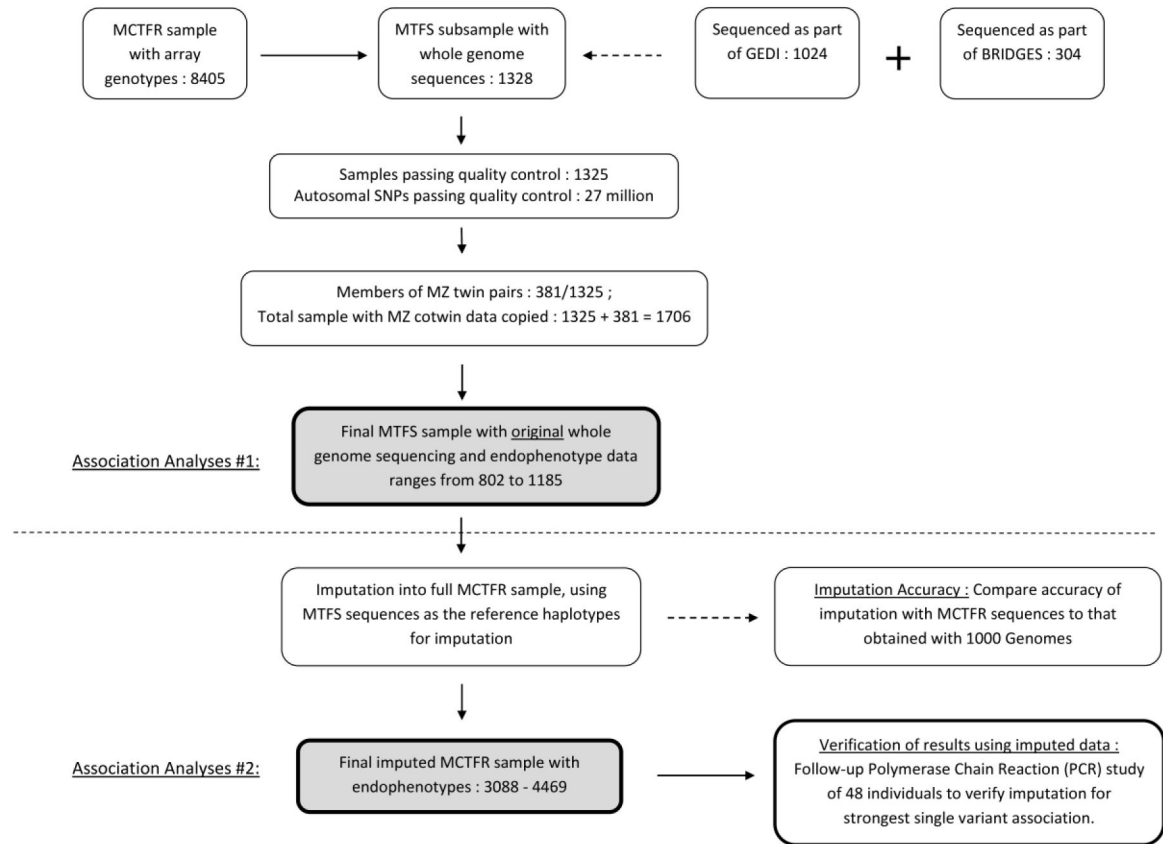 MCTFR sample
with array
genotypes : 8405
MTFS subsample with
whole genome
sequences : 1328
Sequenced as part
of GEDI : 1024
+
Sequenced as part
of BRIDGES : 304
Samples passing quality control : 1325
Autosomal SNPs passing quality control : 27 million
Members of MZ twin pairs : 381/1325 ;
Total sample with MZ cotwin data copied : 1325 + 381 = 1706
Association Analyses #1:
Final MTFS sample with original whole
genome sequencing and endophenotype data
ranges from 802 to 1185
Imputation into full MCTFR sample, using
MTFS sequences as the reference haplotypes
for imputation
Imputation Accuracy : Compare accuracy of
imputation with MCTFR sequences to that
obtained with 1000 Genomes
Association Analyses #2:
Final imputed MCTFR sample with
endophenotypes : 3088 - 4469
Verification of results using imputed data :
Follow-up Polymerase Chain Reaction (PCR) study
of 48 individuals to verify imputation for
strongest single variant association.